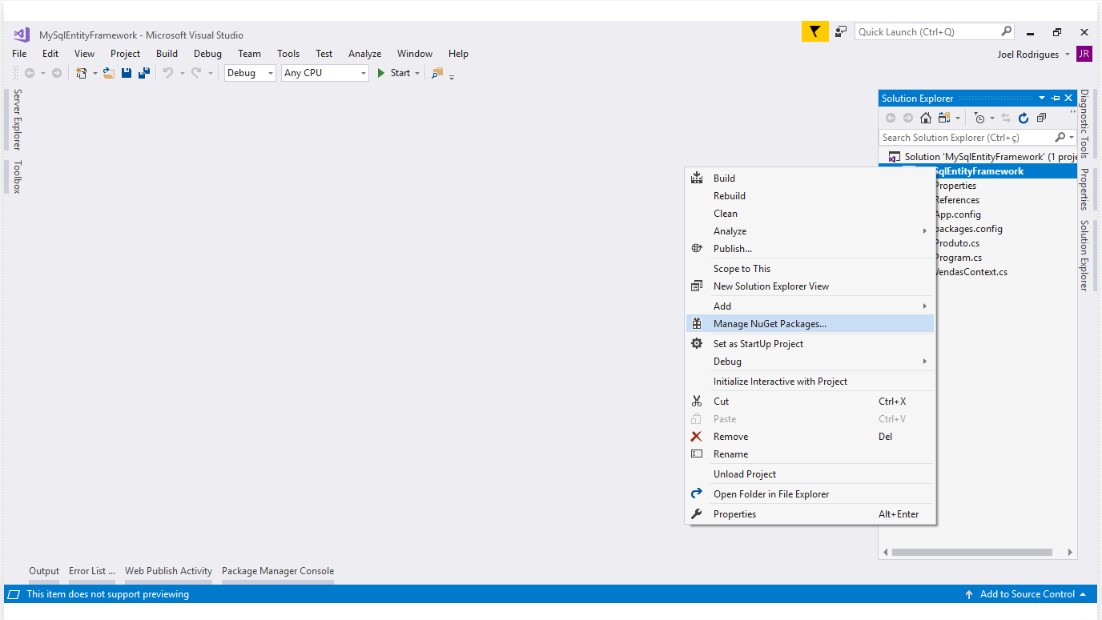 MySqlEntityFramework - Microsoft Visual Studio
Quick Launch (Ctrl+Q)
File Edit View Project Build Debug Team Tools Test Analyze Window Help
Joel Rodrigues JR
Debug Any CPU Start
Server Explorer
Toolbox
Solution Explorer
Search Solution Explorer (Ctrl+ç)
Solution 'MySqlEntityFramework' (1 proje
SqlEntityFramework
Properties
References
App.config
packages.config
Produto.cs
Program.cs
VendasContext.cs
Diagnostic Tools
Properties
Solution Explorer
Build
Rebuild
Clean
Analyze
Publish...
Scope to This
New Solution Explorer View
Add
Manage NuGet Packages...
Set as StartUp Project
Debug
Initialize Interactive with Project
Cut Ctrl+X
Paste Ctrl+V
Remove Del
Rename
Unload Project
Open Folder in File Explorer
Properties Alt+Enter
Output Error List ... Web Publish Activity Package Manager Console
This item does not support previewing
Add to Source Control